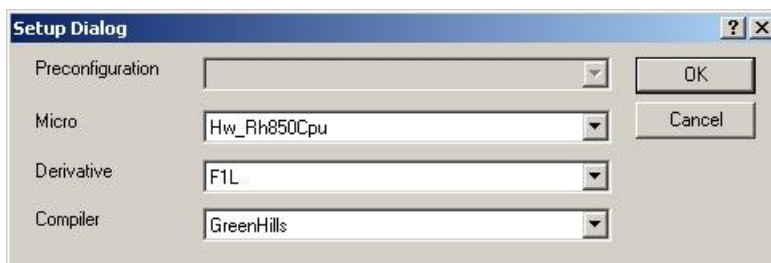 Setup Dialog
Preconfiguration
OK
Micro
Hw_Rh850Cpu
Cancel
Derivative
F1L
Compiler
GreenHills